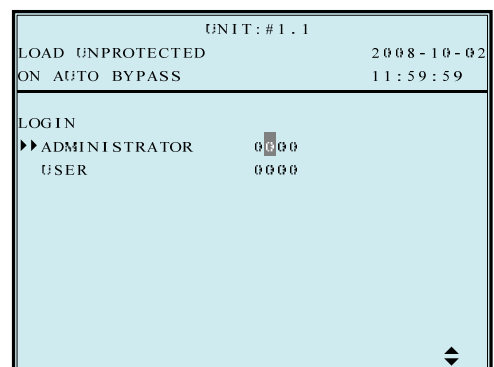 UNIT:#1.1
LOAD UNPROTECTED 2008-10-02
ON AUTO BYPASS 11:59:59
LOGIN
ADMINISTRATOR 0000
USER 0000